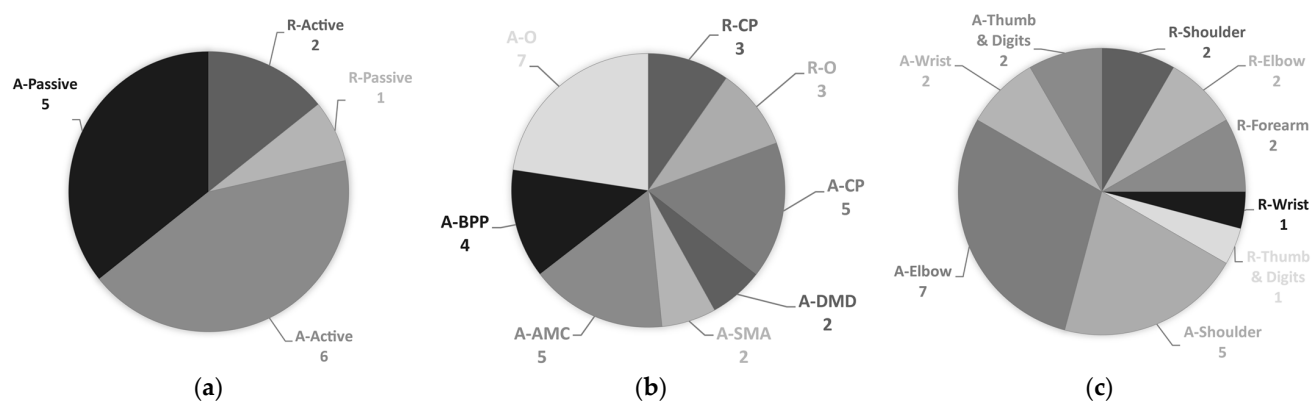 R-Active
2
R-Passive
1
A-Passive
5
A-Active
6
(a)
A-O
7
R-CP
3
R-O
3
A-CP
5
A-BPP
4
A-DMD
2
A-AMC
5
A-SMA
2
(b)
A-Thumb
& Digits
2
R-Shoulder
2
A-Wrist
2
R-Elbow
2
R-Forearm
2
R-Wrist
1
R-Thumb
& Digits
1
A-Elbow
7
A-Shoulder
5
(c)